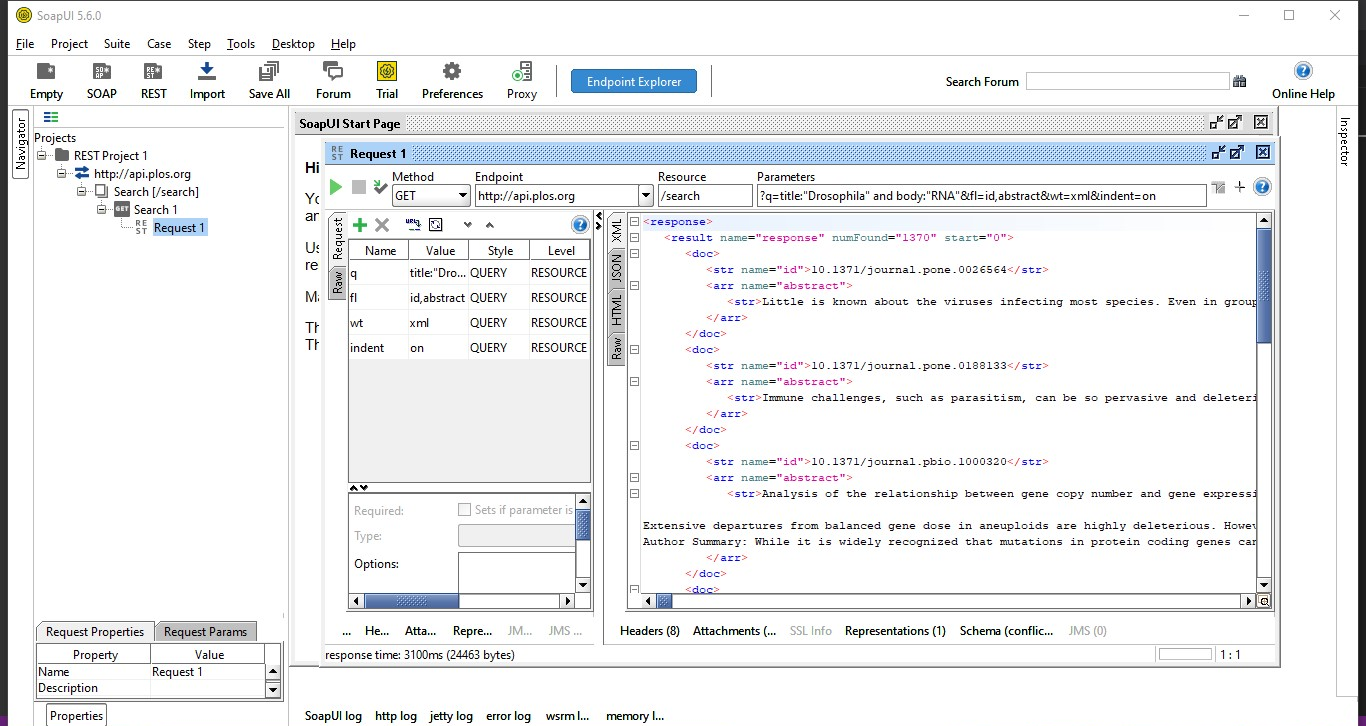 SoapUI 5.6.0
File Project Suite Case Step Tools Desktop Help
Empty SOAP REST Import Save All Forum Trial Preferences Proxy Endpoint Explorer Search Forum Online Help
Navigator
Projects
REST Project 1
http://api.plos.org
Search [/search]
GET Search 1
REST Request 1
Request Properties Request Params
Property Value
Name Request 1
Description
Properties
SoapUI Start Page
Hi
Us
re
Th
Th
REST Request 1
Method Endpoint Resource Parameters
GET http://api.plos.org /search ?q=title:"Drosophila" and body:"RNA"&fl=id,abstract&wt=xml&indent=on
Request
Raw
Name Value Style Level
q title:"Dro... QUERY RESOURCE
fl id,abstract QUERY RESOURCE
wt xml QUERY RESOURCE
indent on QUERY RESOURCE
Required: Sets if parameter is
Type:
Options:
... He... Atta... Repre... JM... JMS ...
XML
JSON
HTML
Raw
<response>
<result name="response" numFound="1370" start="0">
<doc>
<str name="id">10.1371/journal.pone.0026564</str>
<arr name="abstract">
<str>Little is known about the viruses infecting most species. Even in group
</arr>
</doc>
<doc>
<str name="id">10.1371/journal.pone.0188133</str>
<arr name="abstract">
<str>Immune challenges, such as parasitism, can be so pervasive and deleteri
</arr>
</doc>
<doc>
<str name="id">10.1371/journal.pbio.1000320</str>
<arr name="abstract">
<str>Analysis of the relationship between gene copy number and gene expressi
Extensive departures from balanced gene dose in aneuploids are highly deleterious. Howev
Author Summary: While it is widely recognized that mutations in protein coding genes can
</arr>
</doc>
<doc>
Headers (8) Attachments (... SSL Info Representations (1) Schema (conflic... JMS (0)
response time: 3100ms (24463 bytes) 1 : 1
Inspector
SoapUI log http log jetty log error log wsrm l... memory l...